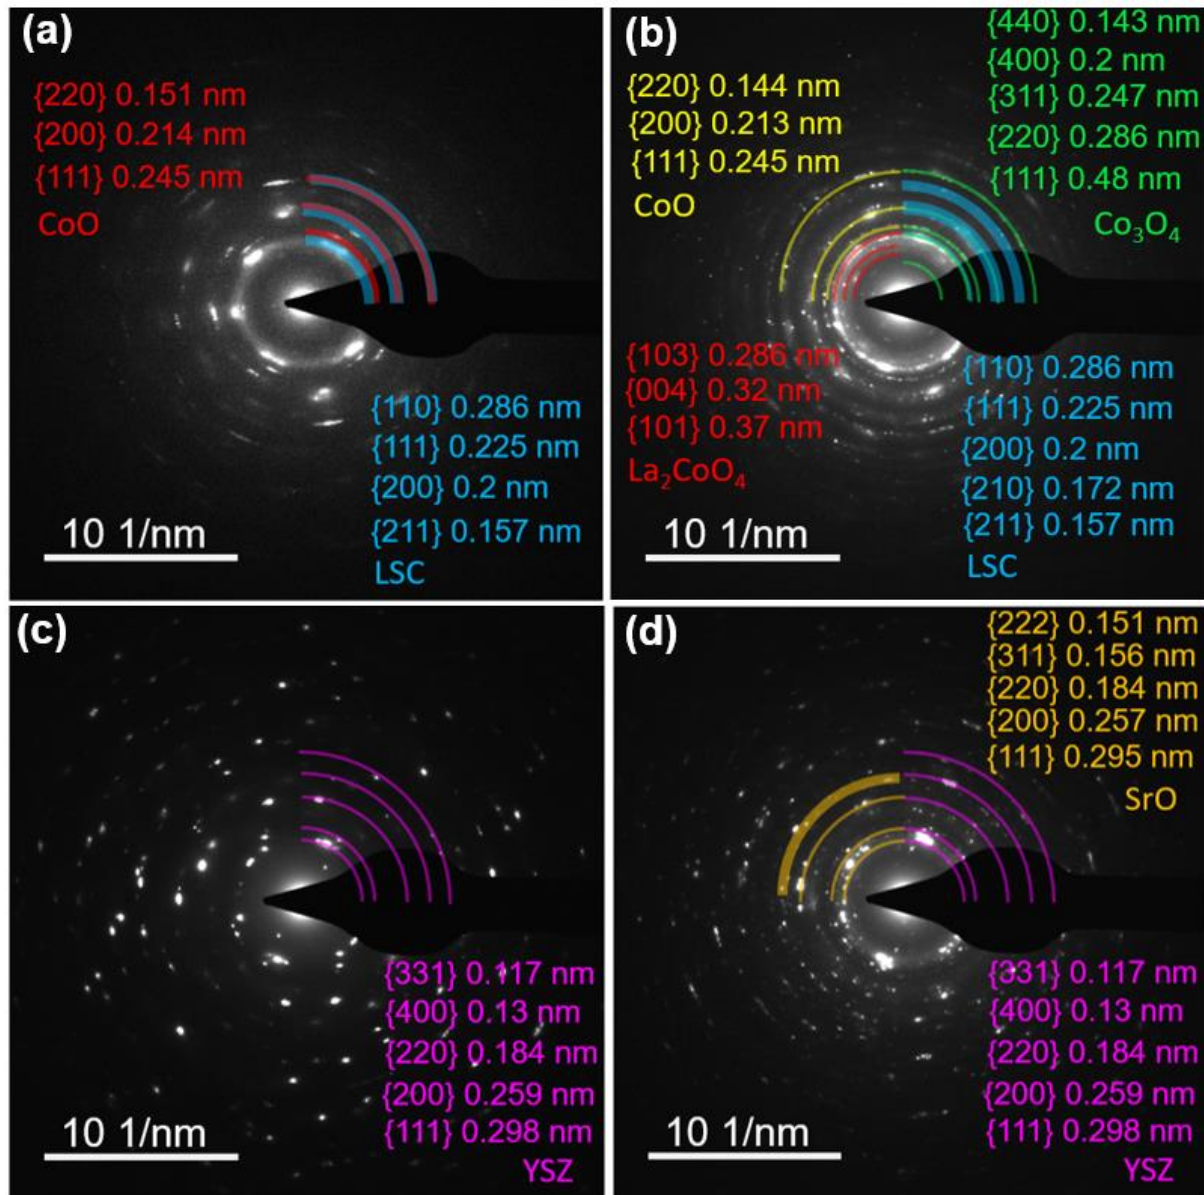 (a)
{220} 0.151 nm
{200} 0.214 nm
{111} 0.245 nm
CoO
{110} 0.286 nm
{111} 0.225 nm
{200} 0.2 nm
{211} 0.157 nm
LSC
10 1/nm
(b)
{220} 0.144 nm
{200} 0.213 nm
{111} 0.245 nm
CoO
{440} 0.143 nm
{400} 0.2 nm
{311} 0.247 nm
{220} 0.286 nm
{111} 0.48 nm
Co₃O₄
{103} 0.286 nm
{004} 0.32 nm
{101} 0.37 nm
La₂CoO₄
{110} 0.286 nm
{111} 0.225 nm
{200} 0.2 nm
{210} 0.172 nm
{211} 0.157 nm
LSC
10 1/nm
(c)
{331} 0.117 nm
{400} 0.13 nm
{220} 0.184 nm
{200} 0.259 nm
{111} 0.298 nm
YSZ
10 1/nm
(d)
{222} 0.151 nm
{311} 0.156 nm
{220} 0.184 nm
{200} 0.257 nm
{111} 0.295 nm
SrO
{331} 0.117 nm
{400} 0.13 nm
{220} 0.184 nm
{200} 0.259 nm
{111} 0.298 nm
YSZ
10 1/nm